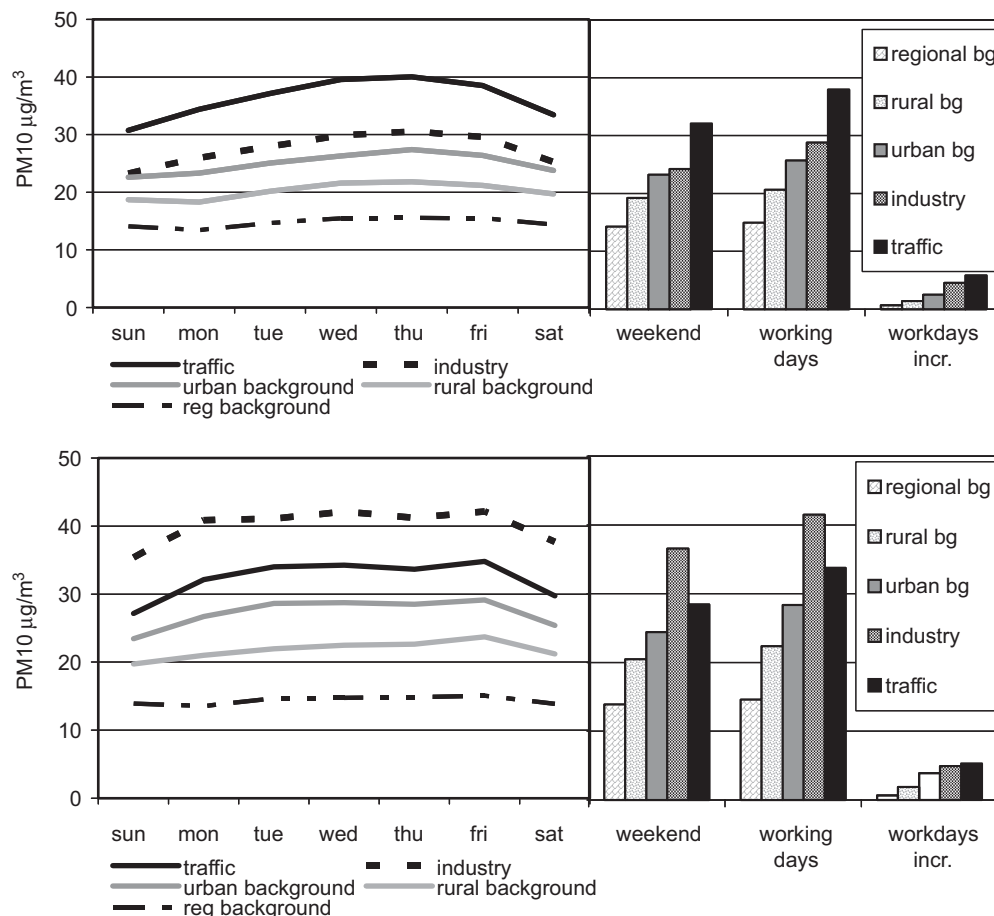 50
40
30
20
10
0
PM10 μg/m³
sun mon tue wed thu fri sat
traffic industry
urban background rural background
reg background
weekend working days workdays incr.
regional bg
rural bg
urban bg
industry
traffic
50
40
30
20
10
0
PM10 μg/m³
sun mon tue wed thu fri sat
traffic industry
urban background rural background
reg background
weekend working days workdays incr.
regional bg
rural bg
urban bg
industry
traffic